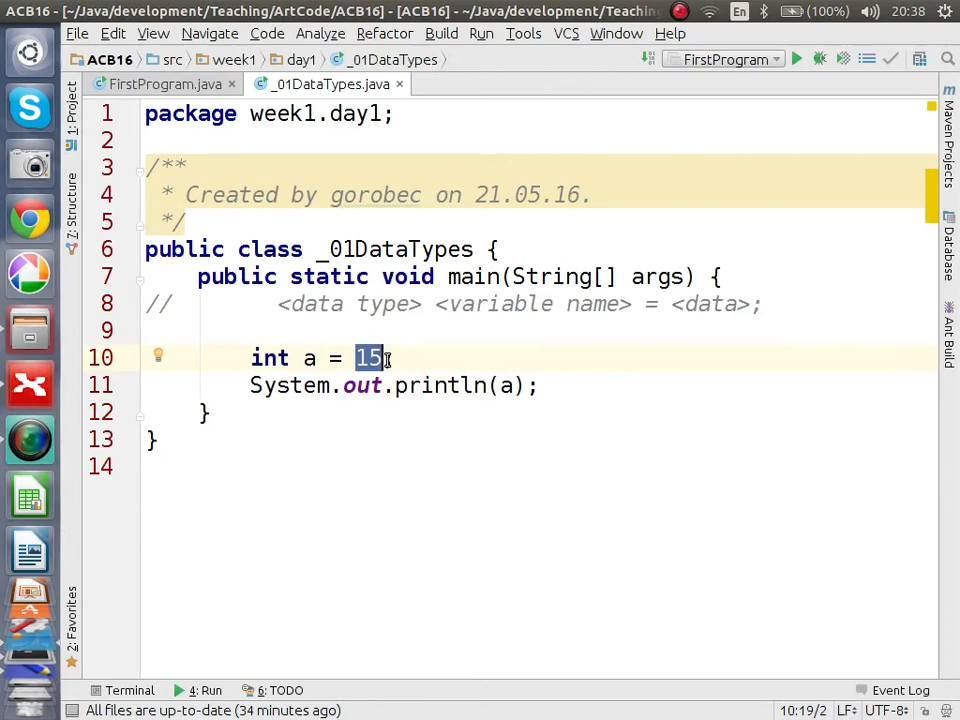 ACB16 - [~/Java/development/Teaching/ArtCode/ACB16] - [ACB16] - ~/Java/development/Teaching
En (100%) 20:38
File Edit View Navigate Code Analyze Refactor Build Run Tools VCS Window Help
ACB16 src week1 day1 _01DataTypes FirstProgram
FirstProgram.java _01DataTypes.java
1: Project
7: Structure
2: Favorites
1 package week1.day1;
2
3 /**
4 * Created by gorobec on 21.05.16.
5 */
6 public class _01DataTypes {
7 public static void main(String[] args) {
8 // <data type> <variable name> = <data>;
9
10 int a = 15
11 System.out.println(a);
12 }
13 }
14
Maven Projects
Database
Ant Build
Terminal 4: Run 6: TODO Event Log
All files are up-to-date (34 minutes ago) 10:19/2 LF UTF-8